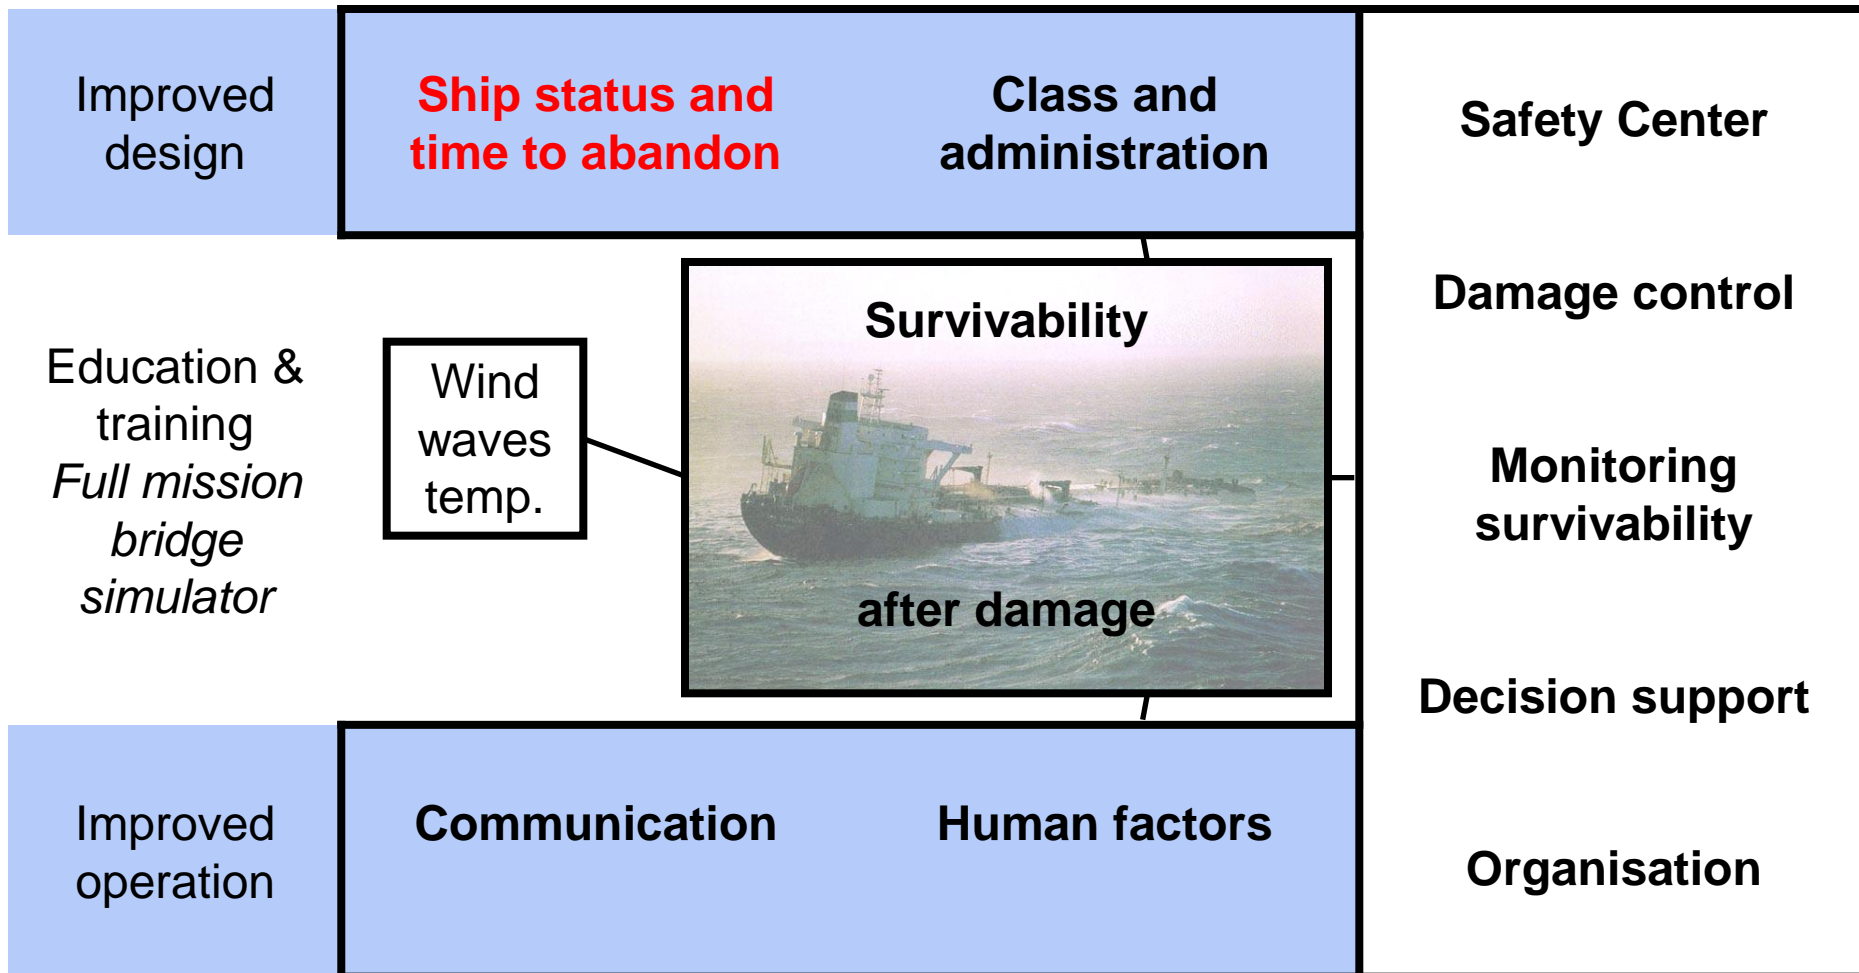 Improved
design
Ship status and
time to abandon
Class and
administration
Safety Center
Damage control
Education &
training
Full mission
bridge
simulator
Wind
waves
temp.
Survivability
after damage
Monitoring
survivability
Decision support
Improved
operation
Communication
Human factors
Organisation